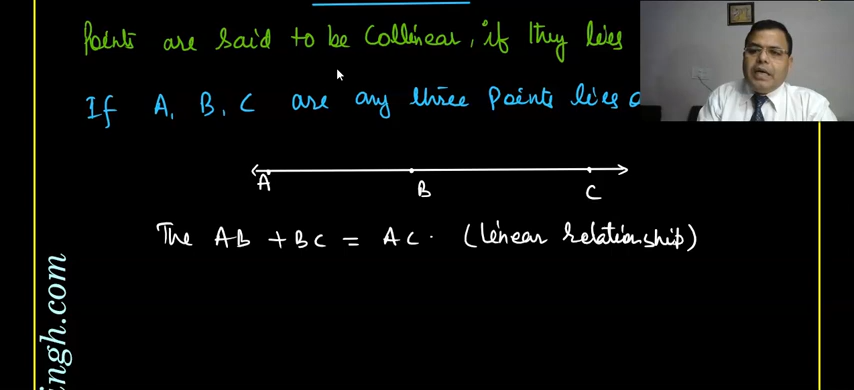 Points are said to be Collinear, if they lies
If A, B, C are any three points lies
A B C
The AB + BC = AC. (linear relationship)
ingh.com